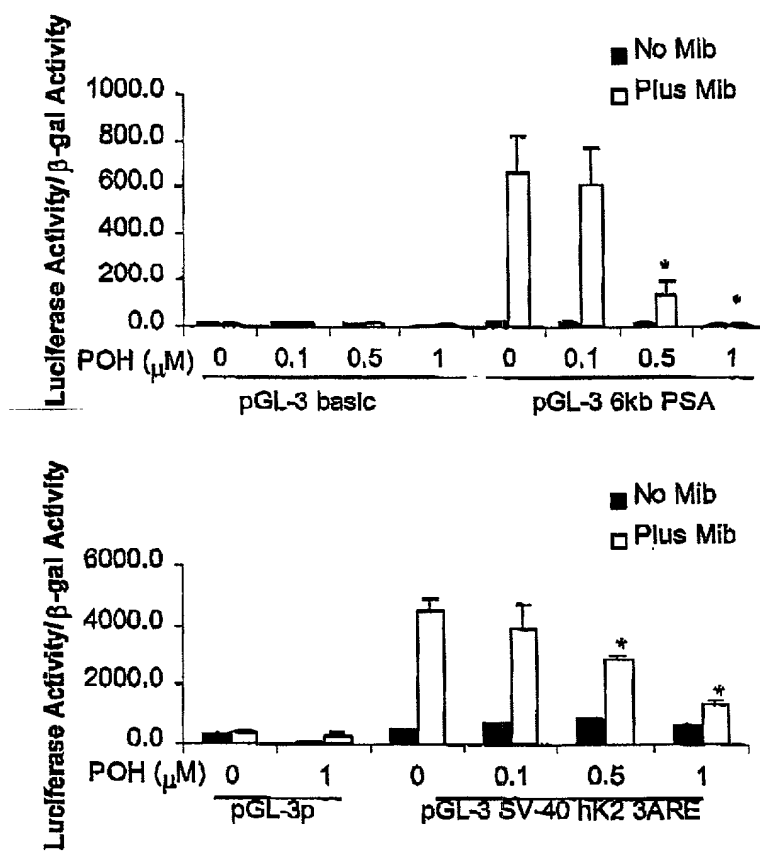 Luciferase Activity/ β-gal Activity
No Mib
Plus Mib
1000.0
800.0
600.0
400.0
200.0
0.0
* *
POH (μM) 0 0.1 0.5 1 0 0.1 0.5 1
pGL-3 basic pGL-3 6kb PSA
Luciferase Activity/ β-gal Activity
No Mib
Plus Mib
6000.0
4000.0
2000.0
0.0
* *
POH (μM) 0 1 0 0.1 0.5 1
pGL-3p pGL-3 SV-40 hK2 3ARE